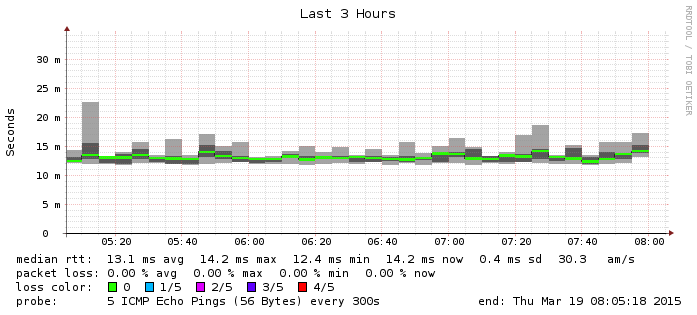 Last 3 Hours
RRDTOOL / TOBI OETIKER
Seconds
30 m
25 m
20 m
15 m
10 m
5 m
0
05:20 05:40 06:00 06:20 06:40 07:00 07:20 07:40 08:00
median rtt: 13.1 ms avg 14.2 ms max 12.4 ms min 14.2 ms now 0.4 ms sd 30.3 am/s
packet loss: 0.00 % avg 0.00 % max 0.00 % min 0.00 % now
loss color: 0 1/5 2/5 3/5 4/5
probe: 5 ICMP Echo Pings (56 Bytes) every 300s end: Thu Mar 19 08:05:18 2015